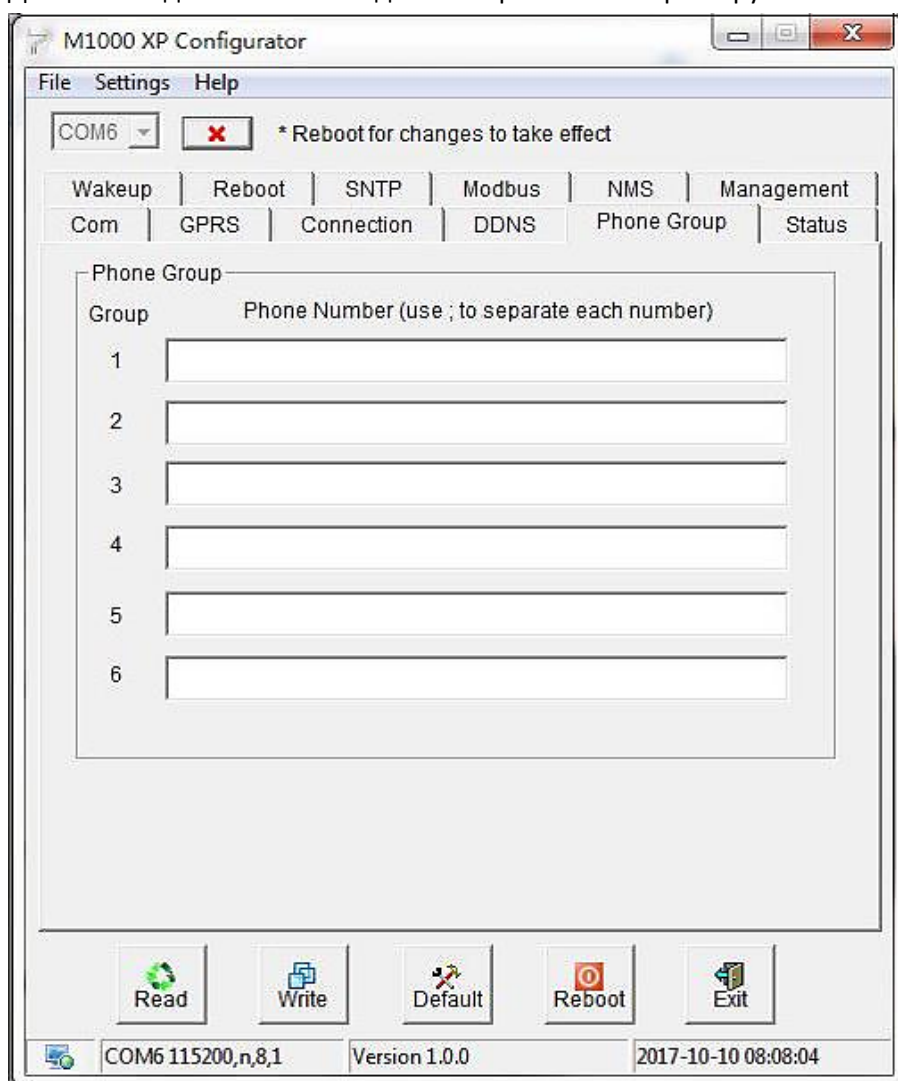 M1000 XP Configurator
File Settings Help
COM6 * Reboot for changes to take effect
Wakeup Reboot SNTP Modbus NMS Management
Com GPRS Connection DDNS Phone Group Status
Phone Group
Group Phone Number (use ; to separate each number)
1
2
3
4
5
6
Read Write Default Reboot Exit
COM6 115200,n,8,1 Version 1.0.0 2017-10-10 08:08:04